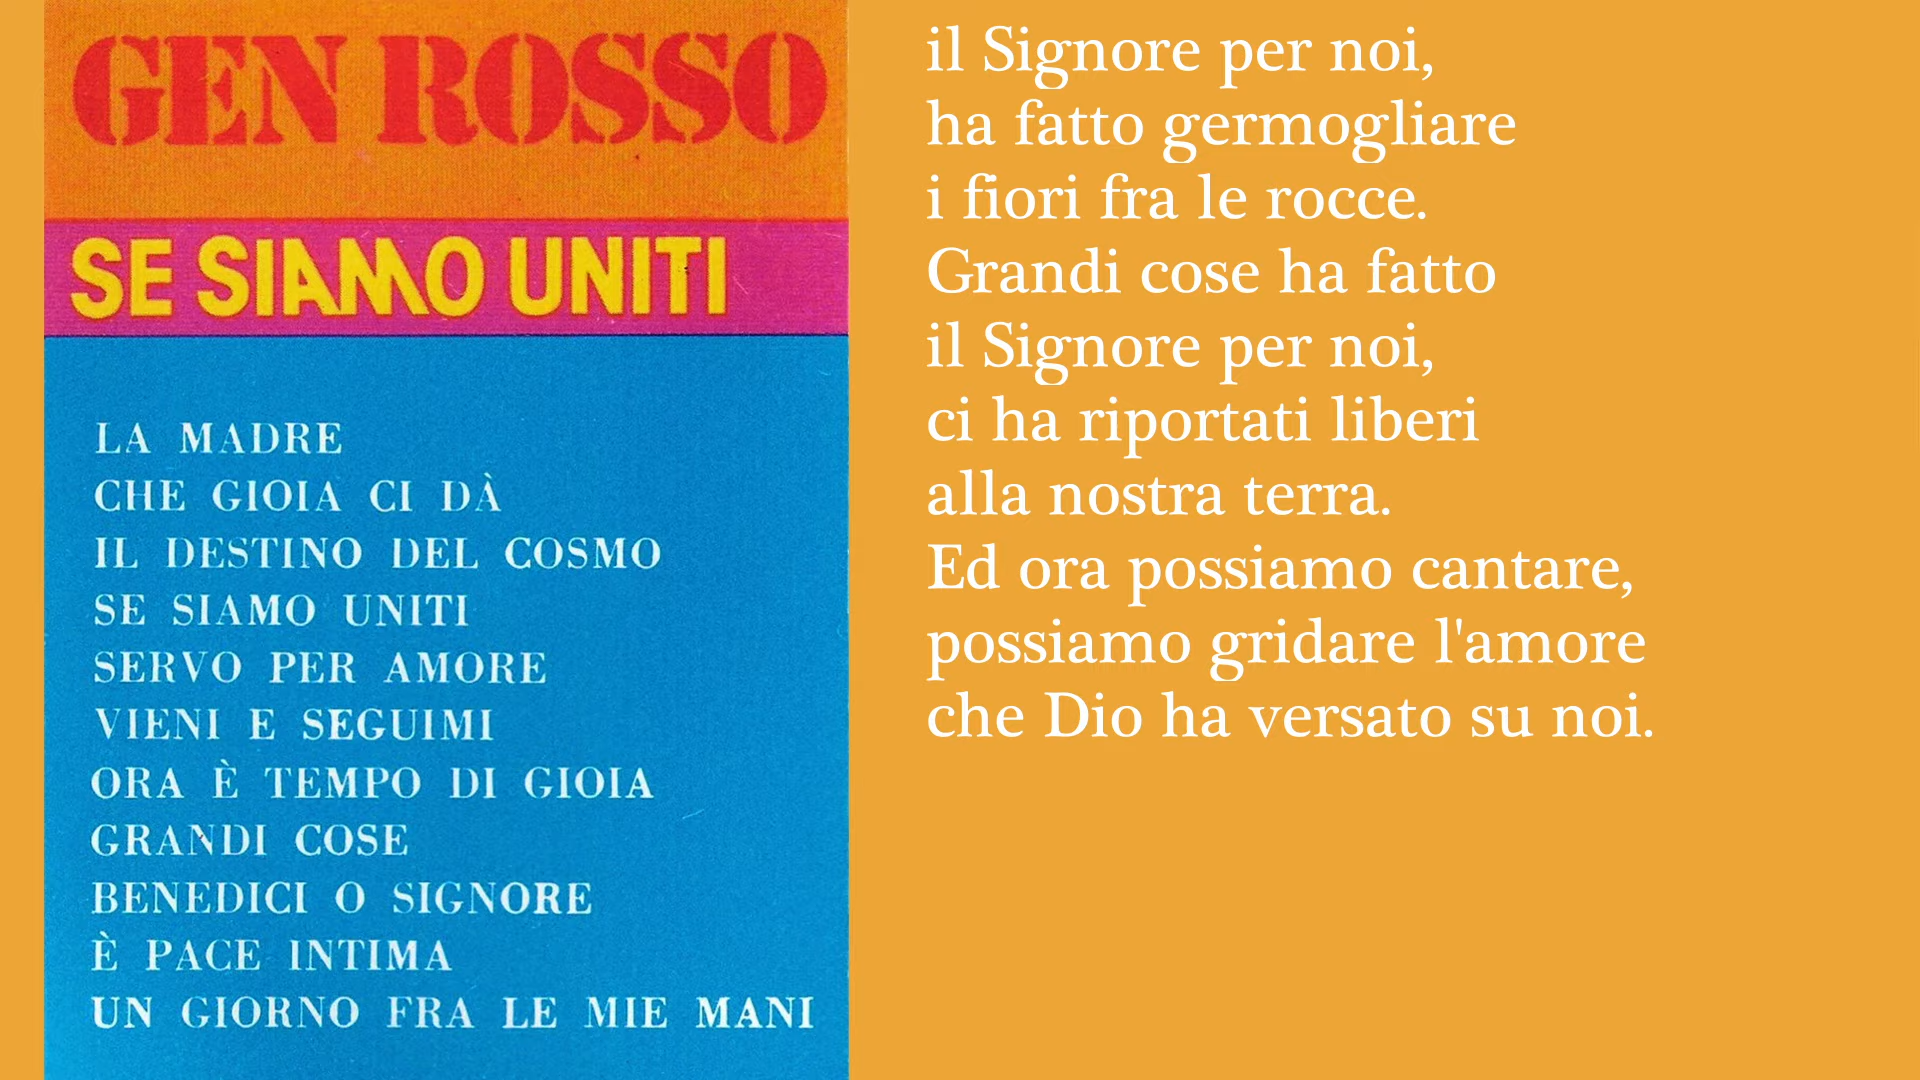 GEN ROSSO
SE SIAMO UNITI
LA MADRE
CHE GIOIA CI DÀ
IL DESTINO DEL COSMO
SE SIAMO UNITI
SERVO PER AMORE
VIENI E SEGUIMI
ORA È TEMPO DI GIOIA
GRANDI COSE
BENEDICI O SIGNORE
È PACE INTIMA
UN GIORNO FRA LE MIE MANI
il Signore per noi,
ha fatto germogliare
i fiori fra le rocce.
Grandi cose ha fatto
il Signore per noi,
ci ha riportati liberi
alla nostra terra.
Ed ora possiamo cantare,
possiamo gridare l'amore
che Dio ha versato su noi.